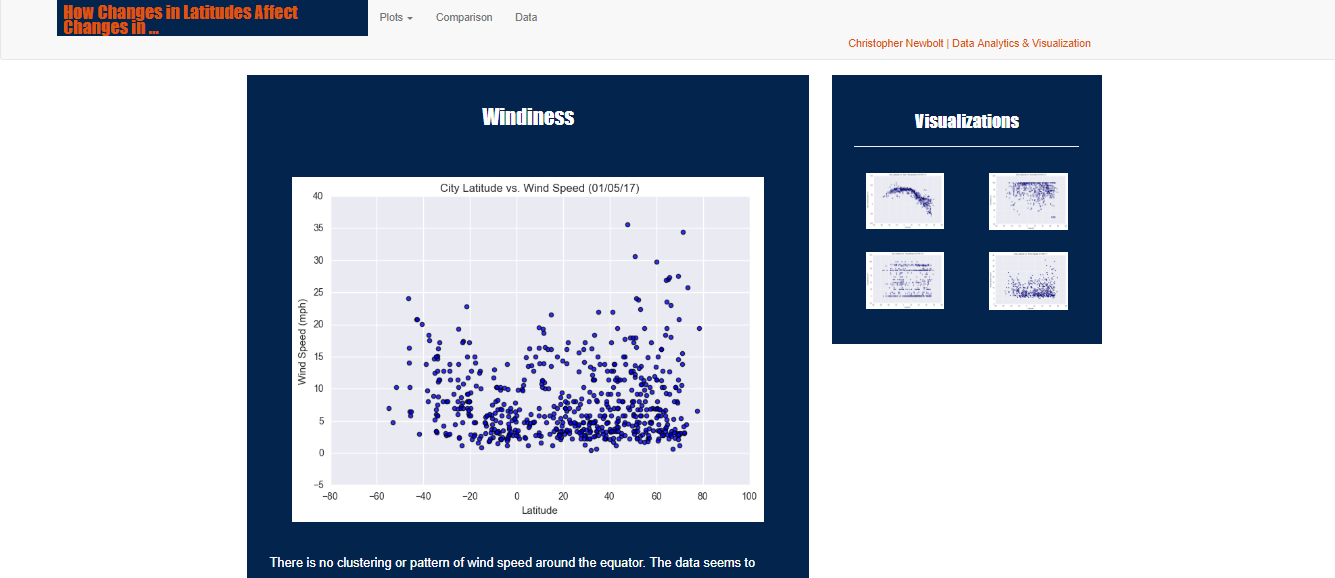 How Changes in Latitudes Affect
Changes in ...
Plots
Comparison
Data
Christopher Newbolt | Data Analytics & Visualization
Windiness
City Latitude vs. Wind Speed (01/05/17)
40
35
30
25
20
15
10
5
0
−5
Wind Speed (mph)
−80
−60
−40
−20
0
20
40
60
80
100
Latitude
There is no clustering or pattern of wind speed around the equator. The data seems to
Visualizations